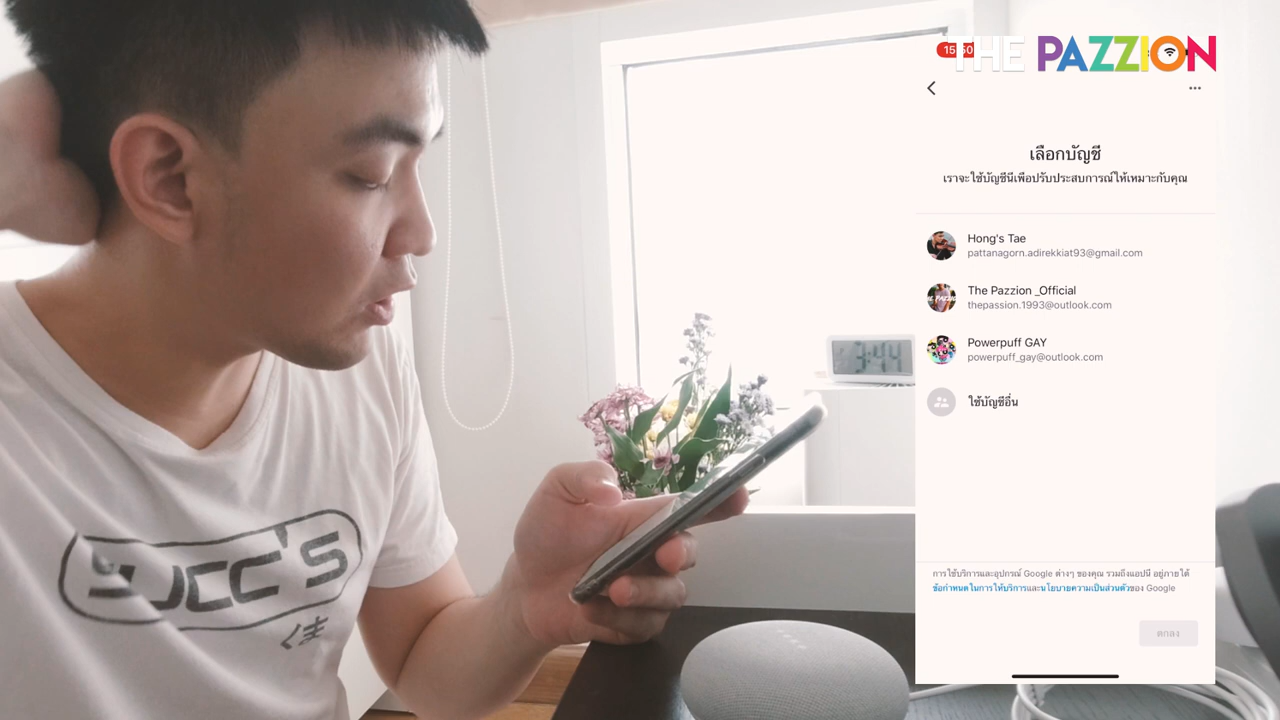 THE PAZZION
15:50
เลือกบัญชี
เราจะใช้บัญชีนี้เพื่อปรับประสบการณ์ให้เหมาะกับคุณ
Hong's Tae
pattanagorn.adirekkiat93@gmail.com
The Pazzion _Official
thepassion.1993@outlook.com
Powerpuff GAY
powerpuff_gay@outlook.com
ใช้บัญชีอื่น
การใช้บริการและอุปกรณ์ Google ต่างๆ ของคุณ รวมถึงแอปนี้ อยู่ภายใต้
ข้อกำหนดในการให้บริการและนโยบายความเป็นส่วนตัวของ Google
ตกลง
3:44
くま